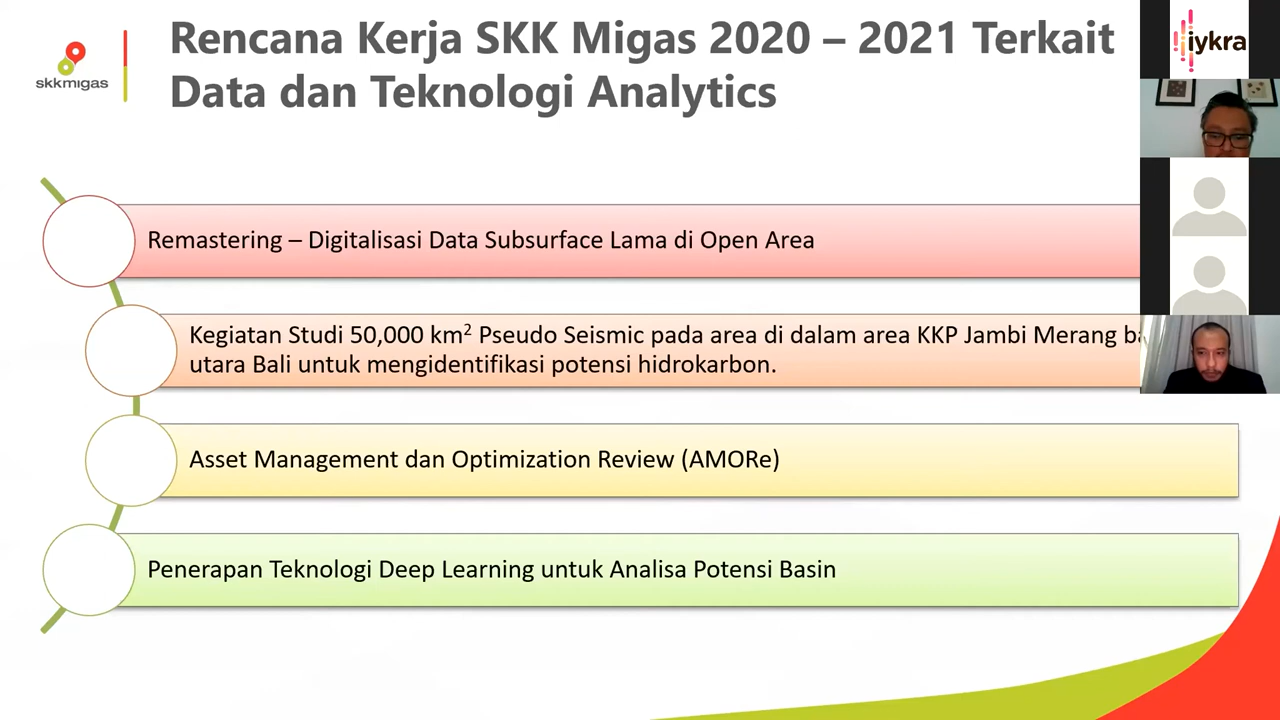 skkmigas
Rencana Kerja SKK Migas 2020 – 2021 Terkait
Data dan Teknologi Analytics
iykra
Remastering – Digitalisasi Data Subsurface Lama di Open Area
Kegiatan Studi 50,000 km² Pseudo Seismic pada area di dalam area KKP Jambi Merang
utara Bali untuk mengidentifikasi potensi hidrokarbon.
Asset Management dan Optimization Review (AMORe)
Penerapan Teknologi Deep Learning untuk Analisa Potensi Basin